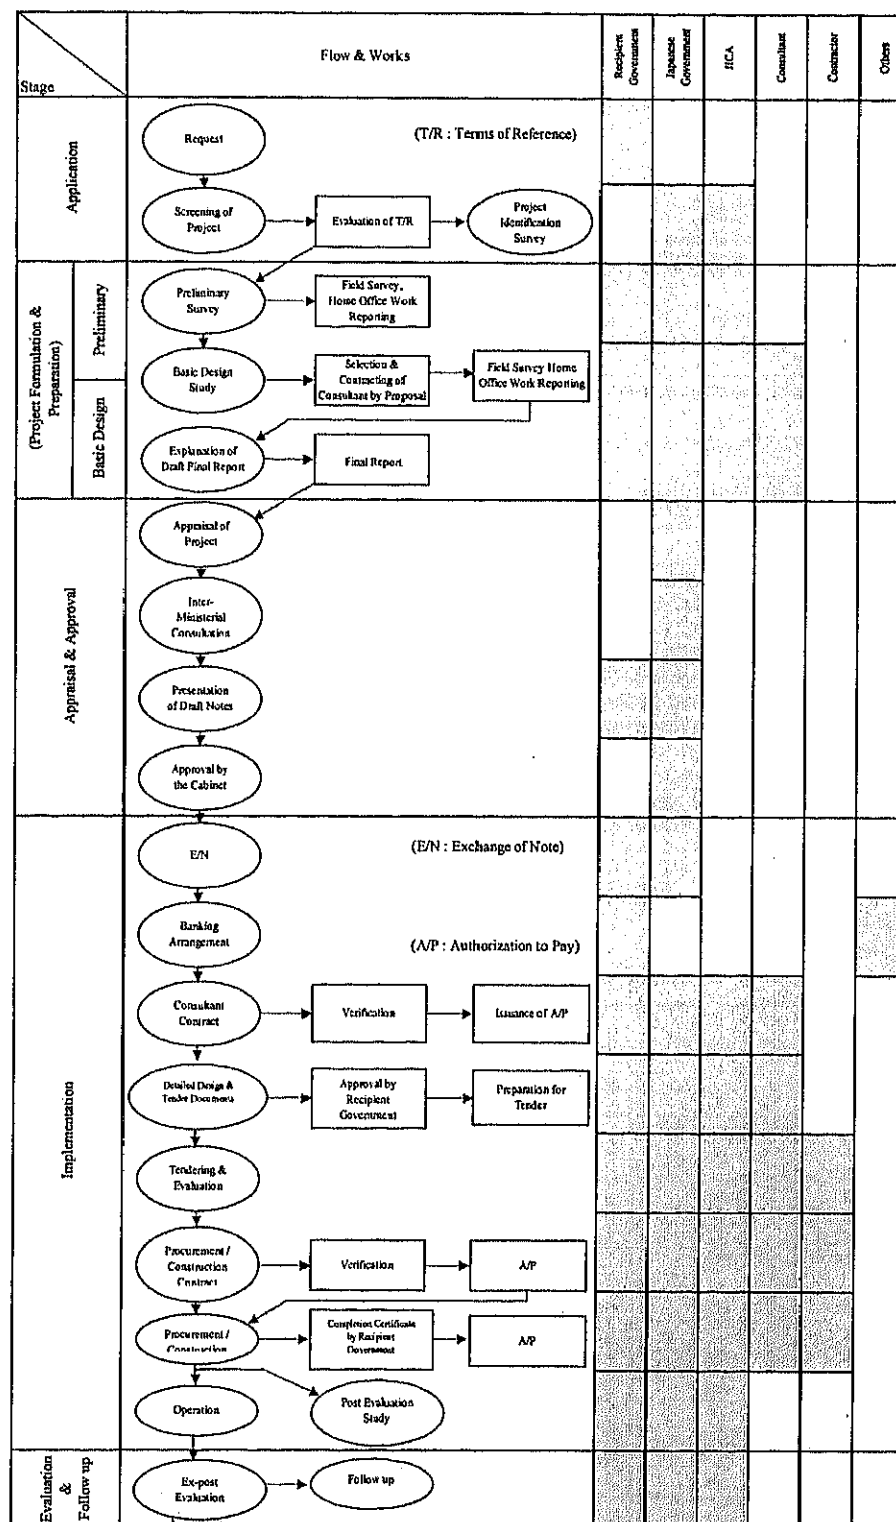 Stage
Flow & Works
Recipient
Government
Japanese
Government
JICA
Consultant
Contractor
Others
Application
Request
(T/R : Terms of Reference)
Screening of
Project
Evaluation of T/R
Project
Identification
Survey
(Project Formulation &
Preparation)
Preliminary
Preliminary
Survey
Field Survey,
Home Office Work
Reporting
Basic Design
Study
Selection &
Contracting of
Consultant by Proposal
Field Survey Home
Office Work Reporting
Basic Design
Explanation of
Draft Final Report
Final Report
Appraisal & Approval
Appraisal of
Project
Inter-
Ministerial
Consultation
Presentation
of Draft Notes
Approval by
the Cabinet
Implementation
E/N
(E/N : Exchange of Note)
Banking
Arrangement
(A/P : Authorization to Pay)
Consultant
Contract
Verification
Issuance of A/P
Detailed Design &
Tender Documents
Approval by
Recipient
Government
Preparation for
Tender
Tendering &
Evaluation
Procurement /
Construction
Contract
Verification
A/P
Procurement /
Construction
Completion Certificate
by Recipient
Government
A/P
Operation
Post Evaluation
Study
Evaluation
&
Follow up
Ex-post
Evaluation
Follow up